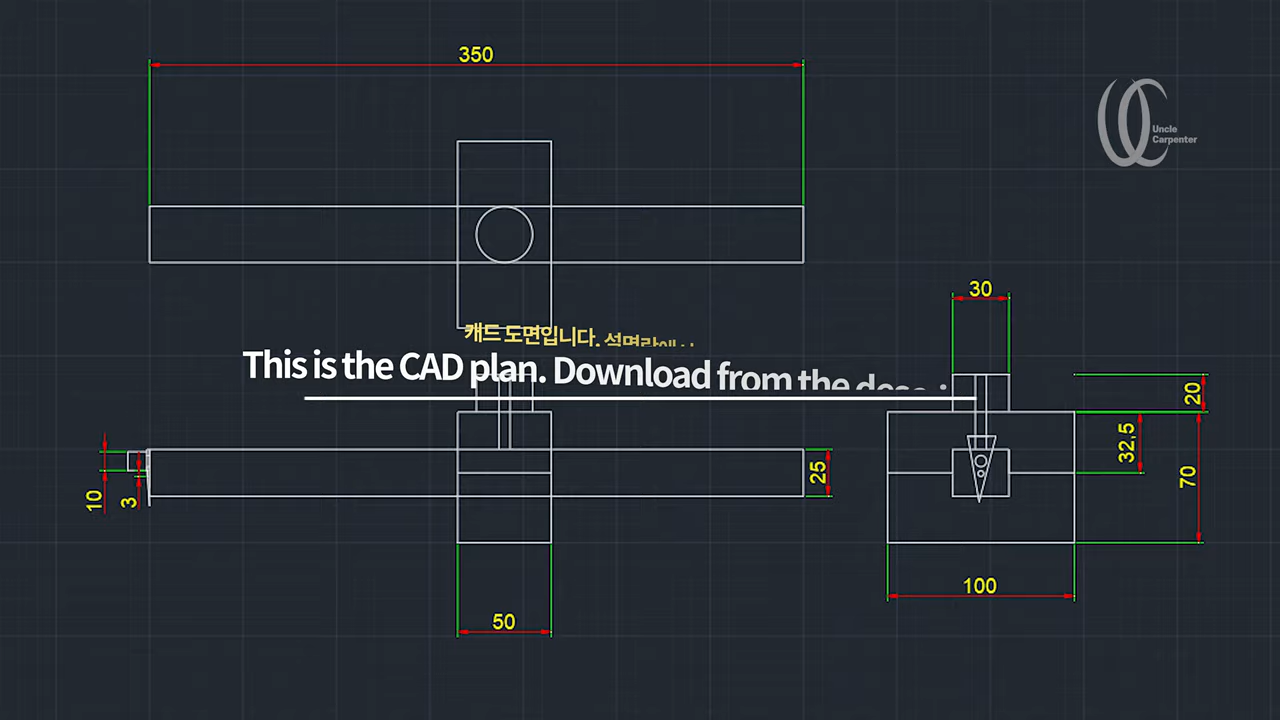 350
Uncle
Carpenter
30
캐드 도면입니다.
This is the CAD plan. Download from the
20
32,5
25
70
10
3
100
50